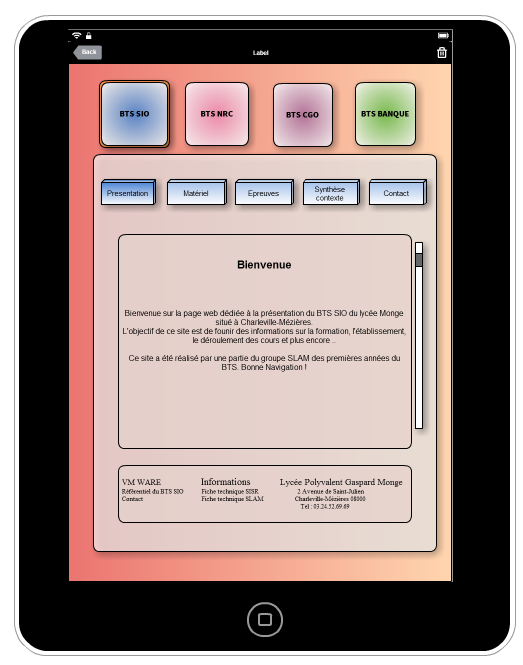 Back
Label
BTS SIO
BTS NRC
BTS CGO
BTS BANQUE
Presentation
Matériel
Epreuves
Synthèse
contexte
Contact
Bienvenue
Bienvenue sur la page web dédiée à la présentation du BTS SIO du lycée Monge
situé à Charleville-Mézières.
L'objectif de ce site est de founir des informations sur la formation, l'établissement,
le déroulement des cours et plus encore ..
Ce site a été réalisé par une partie du groupe SLAM des premières années du
BTS. Bonne Navigation !
VM WARE
Référentiel du BTS SIO
Contact
Informations
Fiche technique SISR
Fiche technique SLAM
Lycée Polyvalent Gaspard Monge
2 Avenue de Saint-Julien
Charleville-Mézières 08000
Tel : 03.24.52.69.69